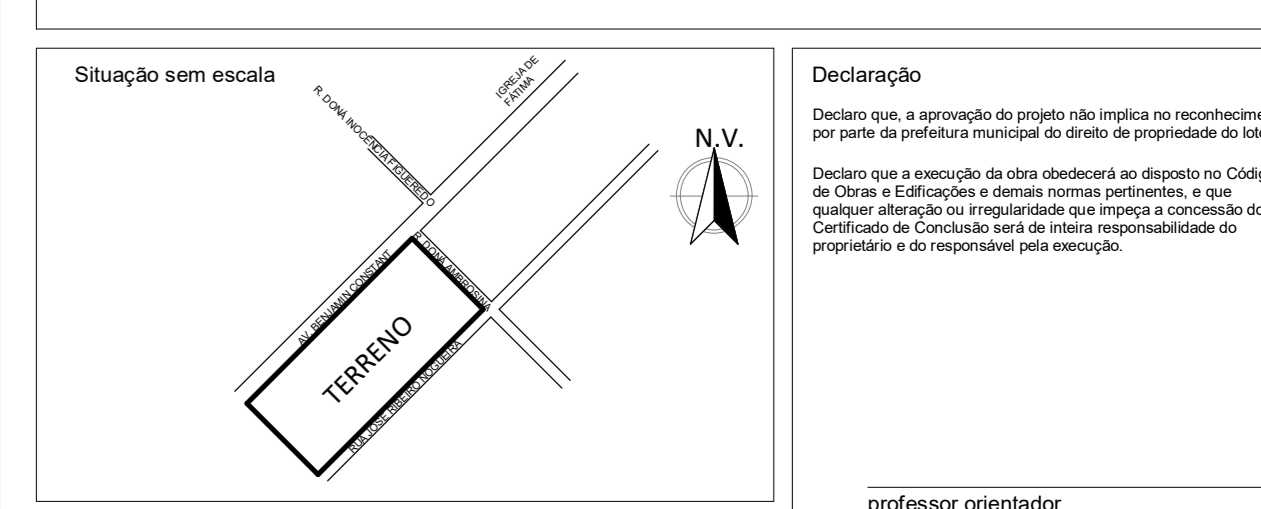 Situação sem escala
R. DONA INOCÊNCIA FIGUEREDO
IGREJA DE
FÁTIMA
N.V.
R. DONA AMBROSINA
AV. BENJAMIN CONSTANT
TERRENO
RUA JOSE RIBEIRO NOGUEIRA
Declaração
Declaro que, a aprovação do projeto não implica no reconhecime
por parte da prefeitura municipal do direito de propriedade do lote
Declaro que a execução da obra obedecerá ao disposto no Códig
de Obras e Edificações e demais normas pertinentes, e que
qualquer alteração ou irregularidade que impeça a concessão do
Certificado de Conclusão será de inteira responsabilidade do
proprietário e do responsável pela execução.
professor orientador